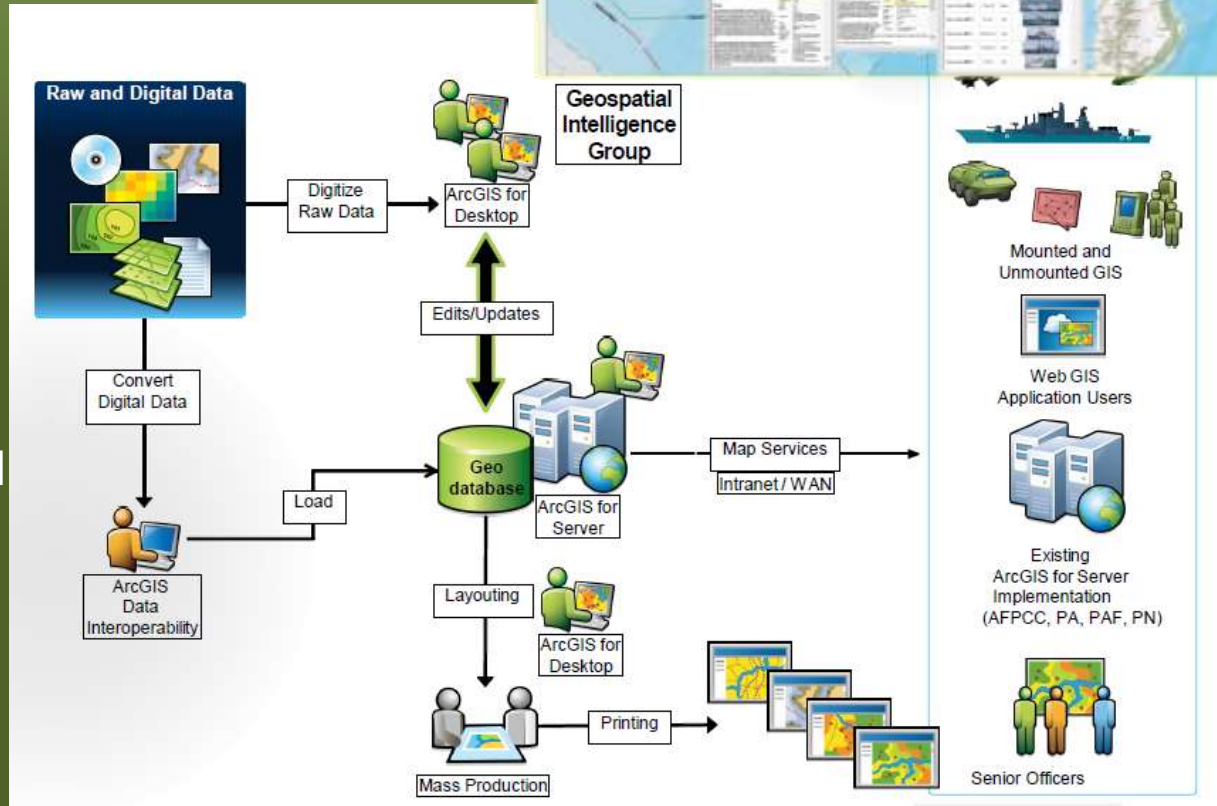 Raw and Digital Data
Geospatial
Intelligence
Group
Digitize
Raw Data
ArcGIS for
Desktop
Mounted and
Unmounted GIS
Edits/Updates
Convert
Digital Data
Web GIS
Application Users
Geo
database
Map Services
Intranet / WAN
Load
ArcGIS for
Server
ArcGIS
Data
Interoperability
Existing
ArcGIS for Server
Implementation
(AFPCC, PA, PAF, PN)
Layouting
ArcGIS for
Desktop
Printing
Mass Production
Senior Officers